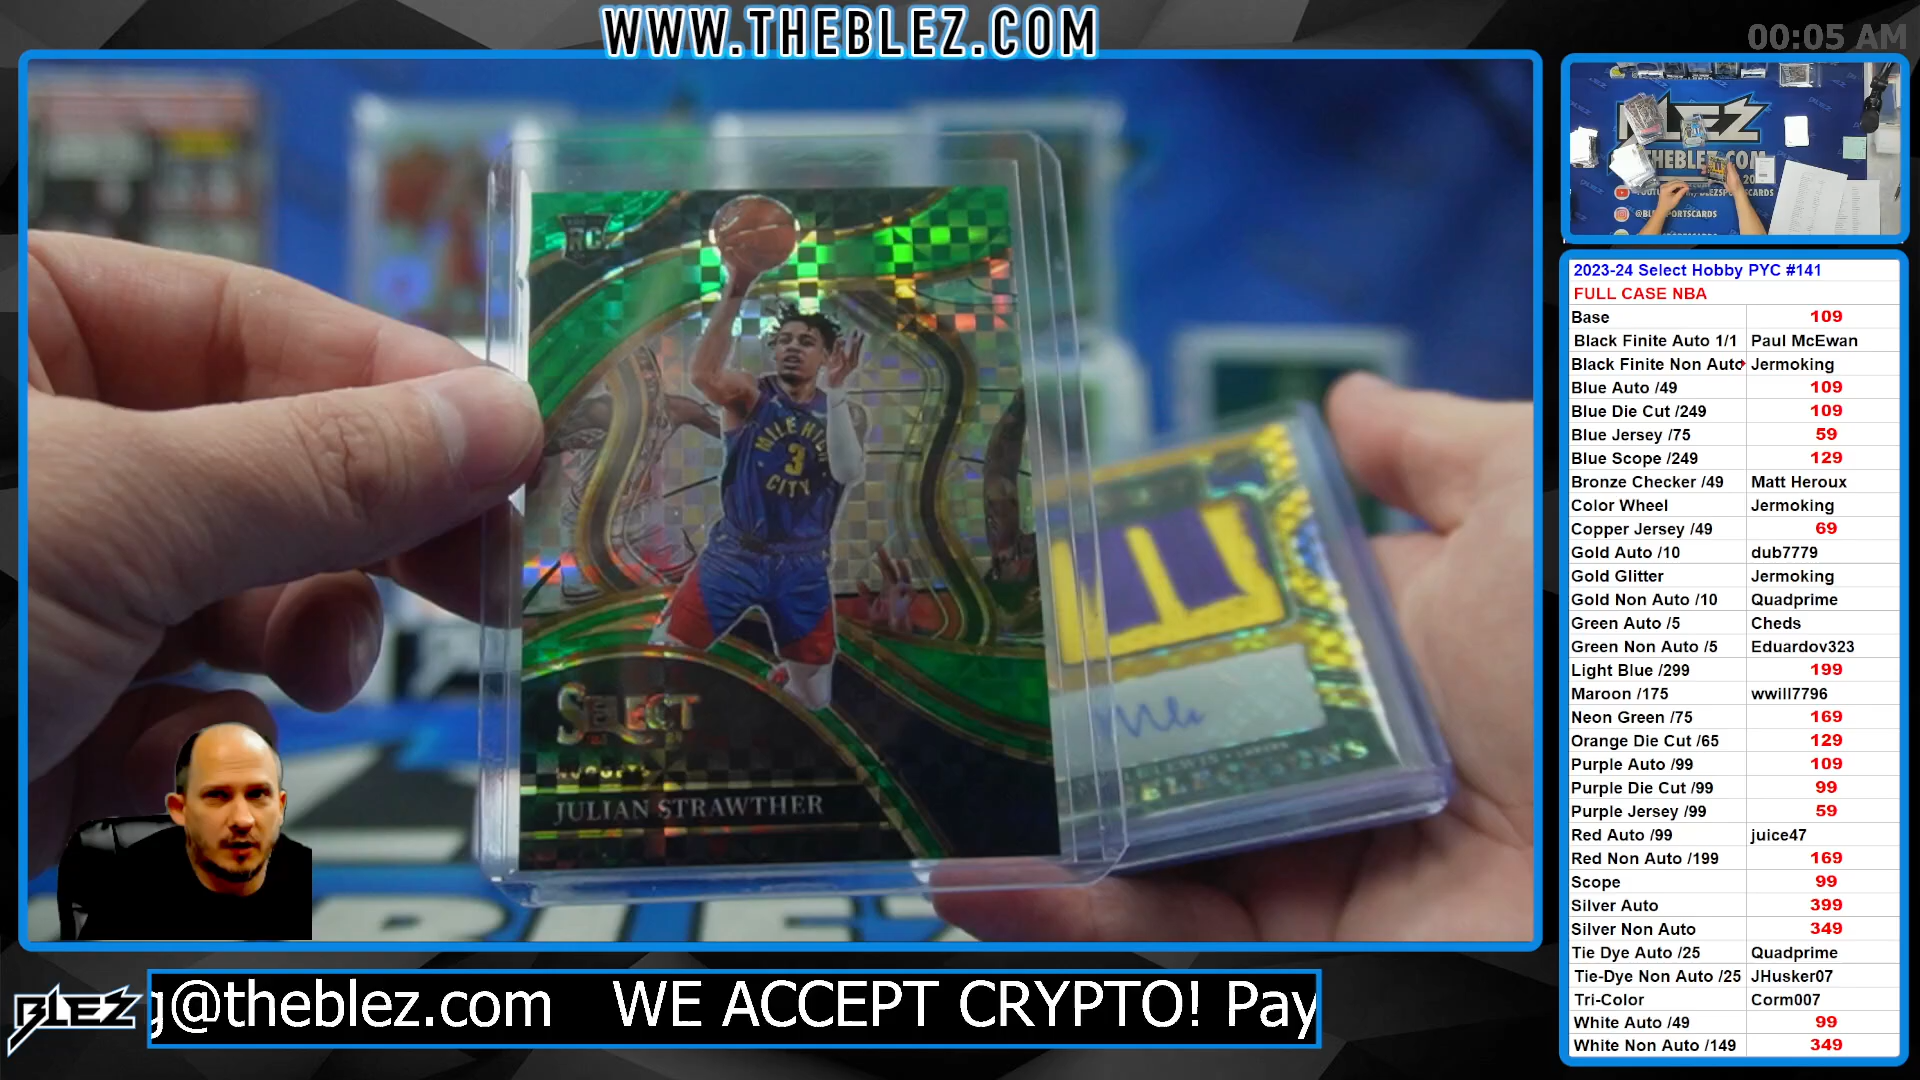 WWW.THEBLEZ.COM
00:05 AM
RC
MILE HIGH
3
CITY
SELECT
NUGGETS
JULIAN STRAWTHER
BLEZ
THEBLEZ.COM
2023-24 Select Hobby PYC #141
FULL CASE NBA
Base 109
Black Finite Auto 1/1 Paul McEwan
Black Finite Non Auto Jermoking
Blue Auto /49 109
Blue Die Cut /249 109
Blue Jersey /75 59
Blue Scope /249 129
Bronze Checker /49 Matt Heroux
Color Wheel Jermoking
Copper Jersey /49 69
Gold Auto /10 dub7779
Gold Glitter Jermoking
Gold Non Auto /10 Quadprime
Green Auto /5 Cheds
Green Non Auto /5 Eduardov323
Light Blue /299 199
Maroon /175 wwill7796
Neon Green /75 169
Orange Die Cut /65 129
Purple Auto /99 109
Purple Die Cut /99 99
Purple Jersey /99 59
Red Auto /99 juice47
Red Non Auto /199 169
Scope 99
Silver Auto 399
Silver Non Auto 349
Tie Dye Auto /25 Quadprime
Tie-Dye Non Auto /25 JHusker07
Tri-Color Corm007
White Auto /49 99
White Non Auto /149 349
BLEZ
g@theblez.com WE ACCEPT CRYPTO! Pay